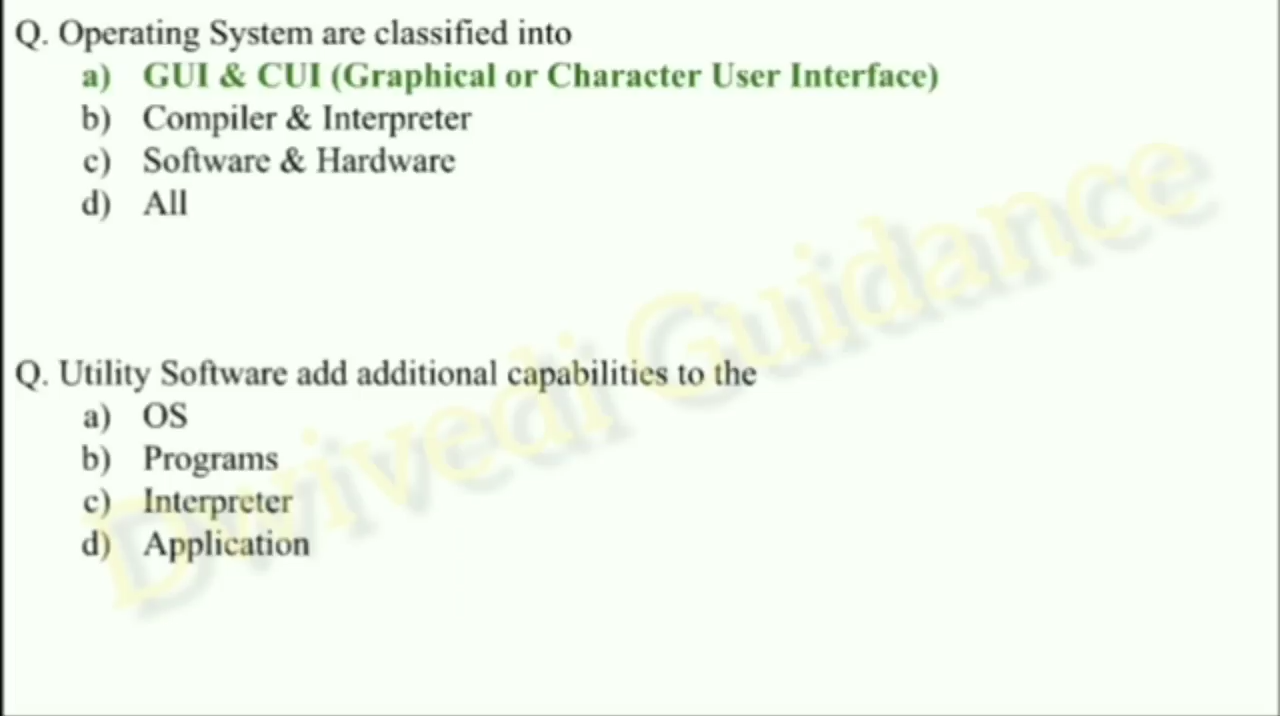 Q. Operating System are classified into
a) GUI & CUI (Graphical or Character User Interface)
b) Compiler & Interpreter
c) Software & Hardware
d) All
Q. Utility Software add additional capabilities to the
a) OS
b) Programs
c) Interpreter
d) Application
Dwivedi Guidance